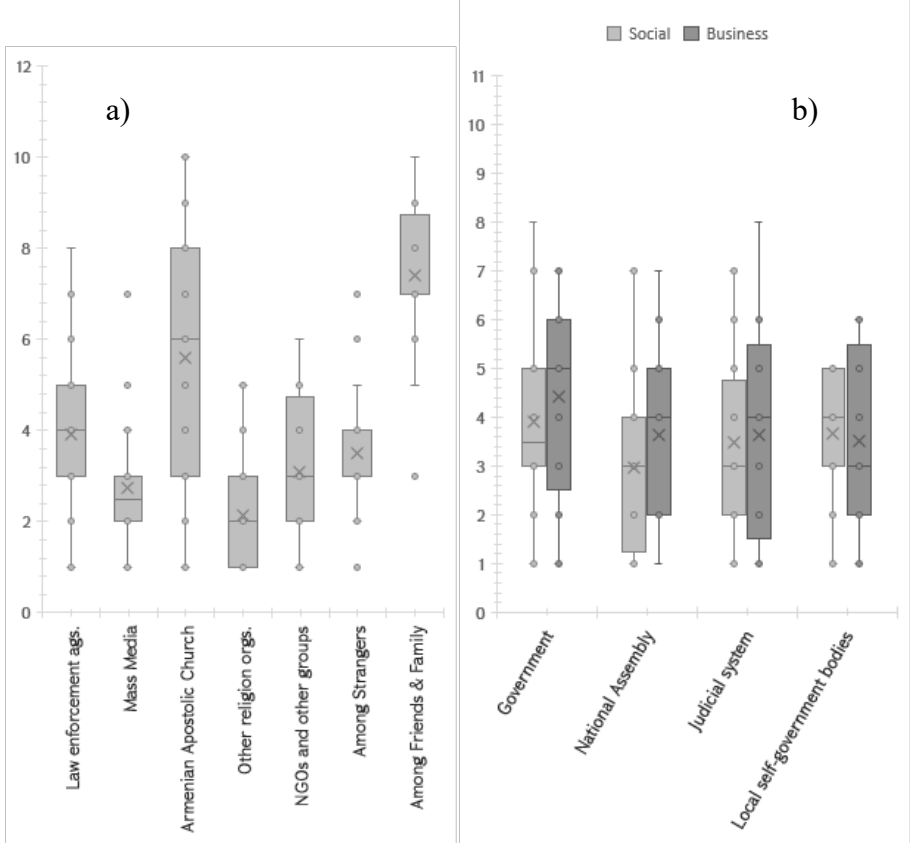 Social Business
a)
b)
12
10
8
6
4
2
0
Law enforcement ags.
Mass Media
Armenian Apostolic Church
Other religion orgs.
NGOs and other groups
Among Strangers
Among Friends & Family
11
10
9
8
7
6
5
4
3
2
1
0
Government
National Assembly
Judicial system
Local self-government bodies